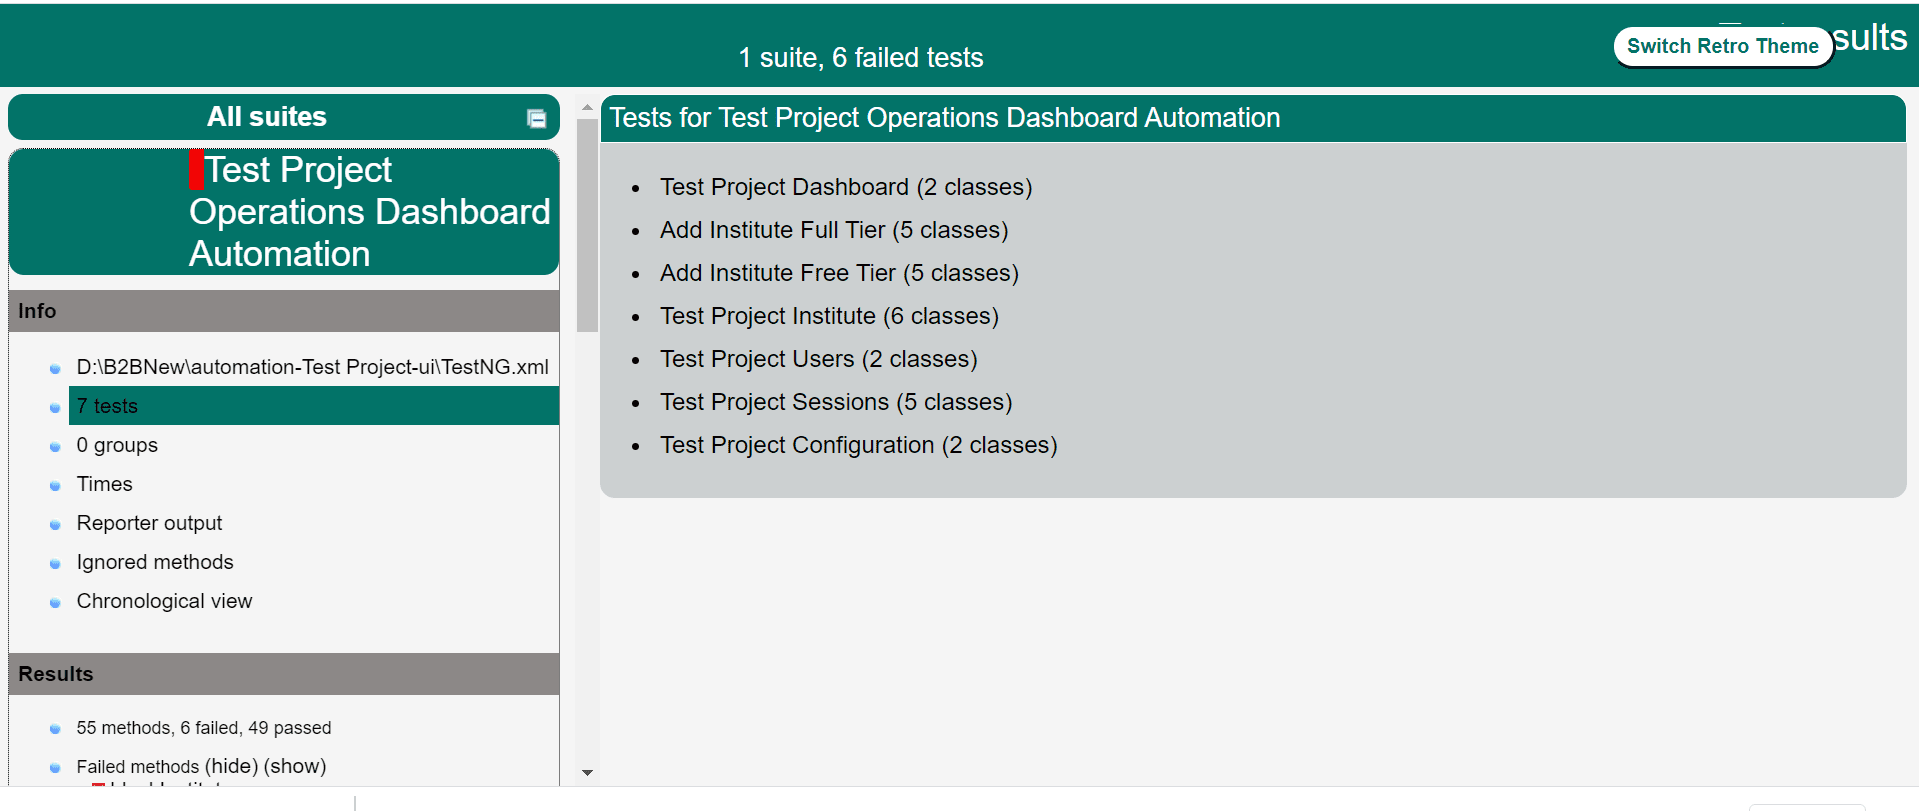 1 suite, 6 failed tests
Switch Retro Theme
All suites
Test Project
Operations Dashboard
Automation
Info
D:\B2BNew\automation-Test Project-ui\TestNG.xml
7 tests
0 groups
Times
Reporter output
Ignored methods
Chronological view
Results
55 methods, 6 failed, 49 passed
Failed methods (hide) (show)
Tests for Test Project Operations Dashboard Automation
Test Project Dashboard (2 classes)
Add Institute Full Tier (5 classes)
Add Institute Free Tier (5 classes)
Test Project Institute (6 classes)
Test Project Users (2 classes)
Test Project Sessions (5 classes)
Test Project Configuration (2 classes)